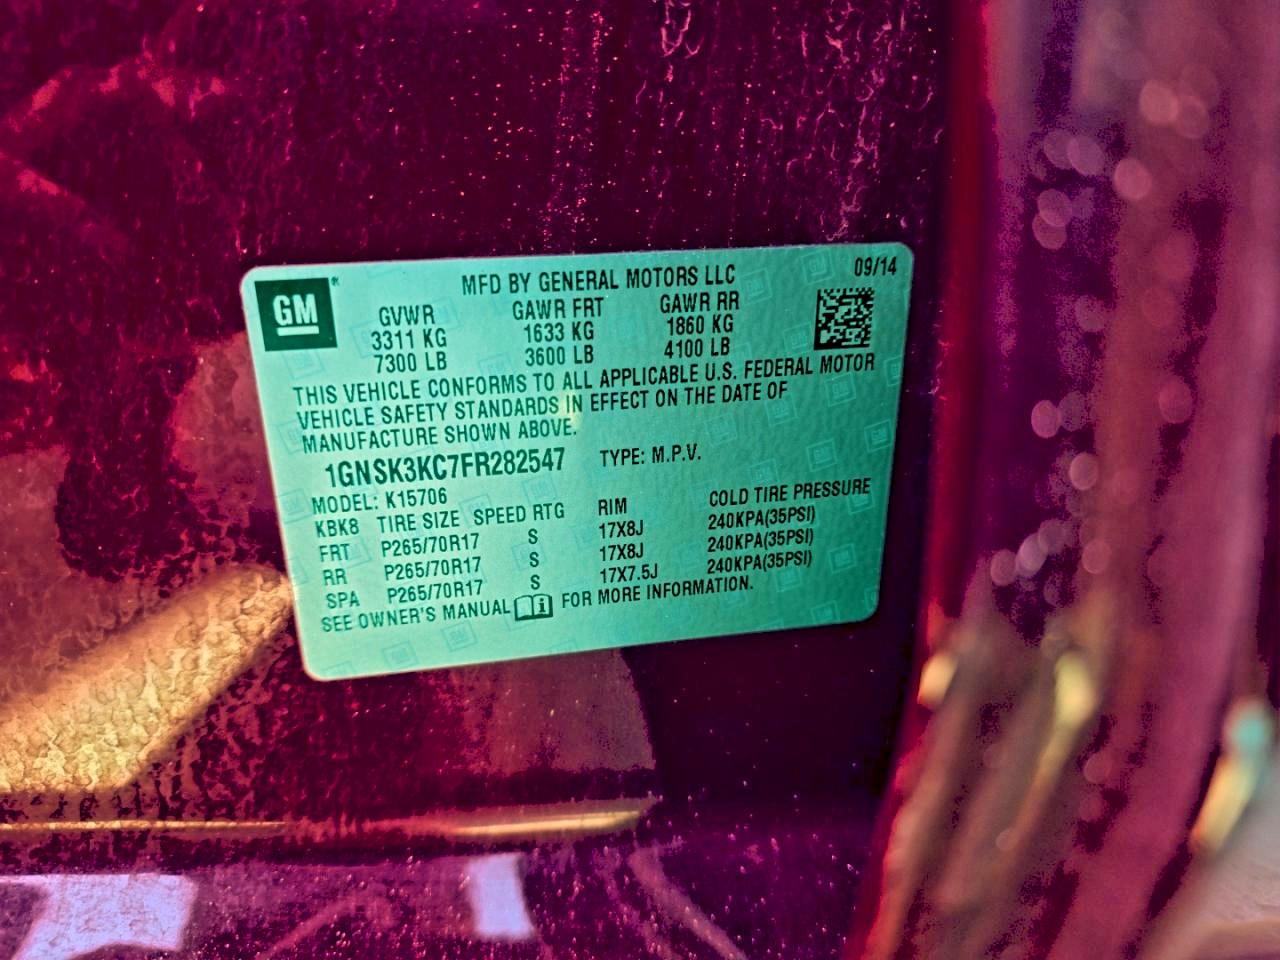 GM
MFD BY GENERAL MOTORS LLC 09/14
GVWR GAWR FRT GAWR RR
3311 KG 1633 KG 1860 KG
7300 LB 3600 LB 4100 LB
THIS VEHICLE CONFORMS TO ALL APPLICABLE U.S. FEDERAL MOTOR
VEHICLE SAFETY STANDARDS IN EFFECT ON THE DATE OF
MANUFACTURE SHOWN ABOVE.
1GNSK3KC7FR282547 TYPE: M.P.V.
MODEL: K15706
KBK8 TIRE SIZE SPEED RTG RIM COLD TIRE PRESSURE
FRT P265/70R17 S 17X8J 240KPA(35PSI)
RR P265/70R17 S 17X8J 240KPA(35PSI)
SPA P265/70R17 S 17X7.5J 240KPA(35PSI)
SEE OWNER'S MANUAL FOR MORE INFORMATION.